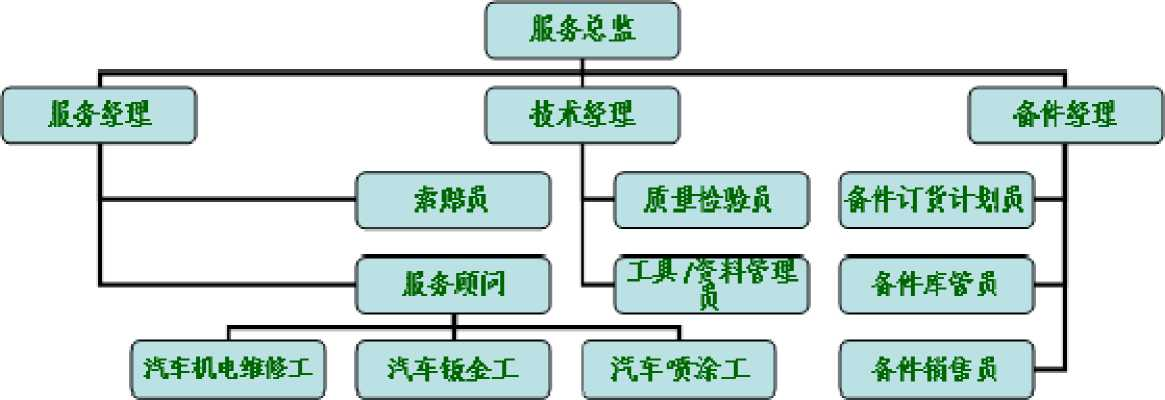 服务总监
服务经理
技术经理
备件经理
索赔员
质量检验员
备件订货计划员
服务顾问
工具/资料管理
员
备件库管员
汽车机电维修工
汽车钣金工
汽车喷涂工
备件销售员